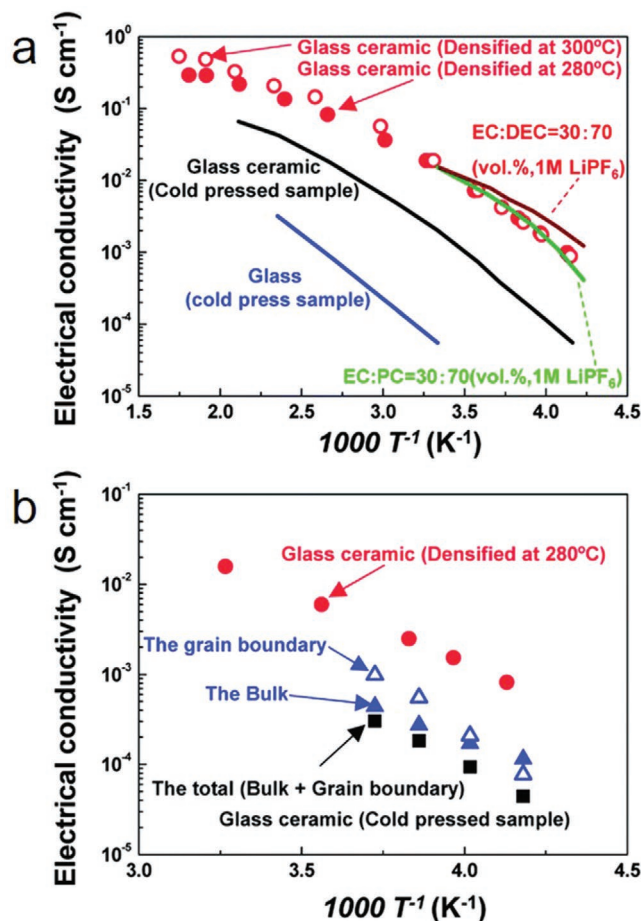 a
Electrical conductivity (S cm⁻¹)
10¹
10⁰
10⁻¹
10⁻²
10⁻³
10⁻⁴
10⁻⁵
Glass ceramic (Densified at 300ºC)
Glass ceramic (Densified at 280ºC)
EC:DEC=30:70
(vol.%,1M LiPF₆)
Glass ceramic
(Cold pressed sample)
Glass
(cold press sample)
EC:PC=30:70(vol.%,1M LiPF₆)
1.5 2.0 2.5 3.0 3.5 4.0 4.5
1000 T⁻¹ (K⁻¹)
b
Electrical conductivity (S cm⁻¹)
10⁻¹
10⁻²
10⁻³
10⁻⁴
10⁻⁵
Glass ceramic (Densified at 280ºC)
The grain boundary
The Bulk
The total (Bulk + Grain boundary)
Glass ceramic (Cold pressed sample)
3.0 3.5 4.0 4.5
1000 T⁻¹ (K⁻¹)